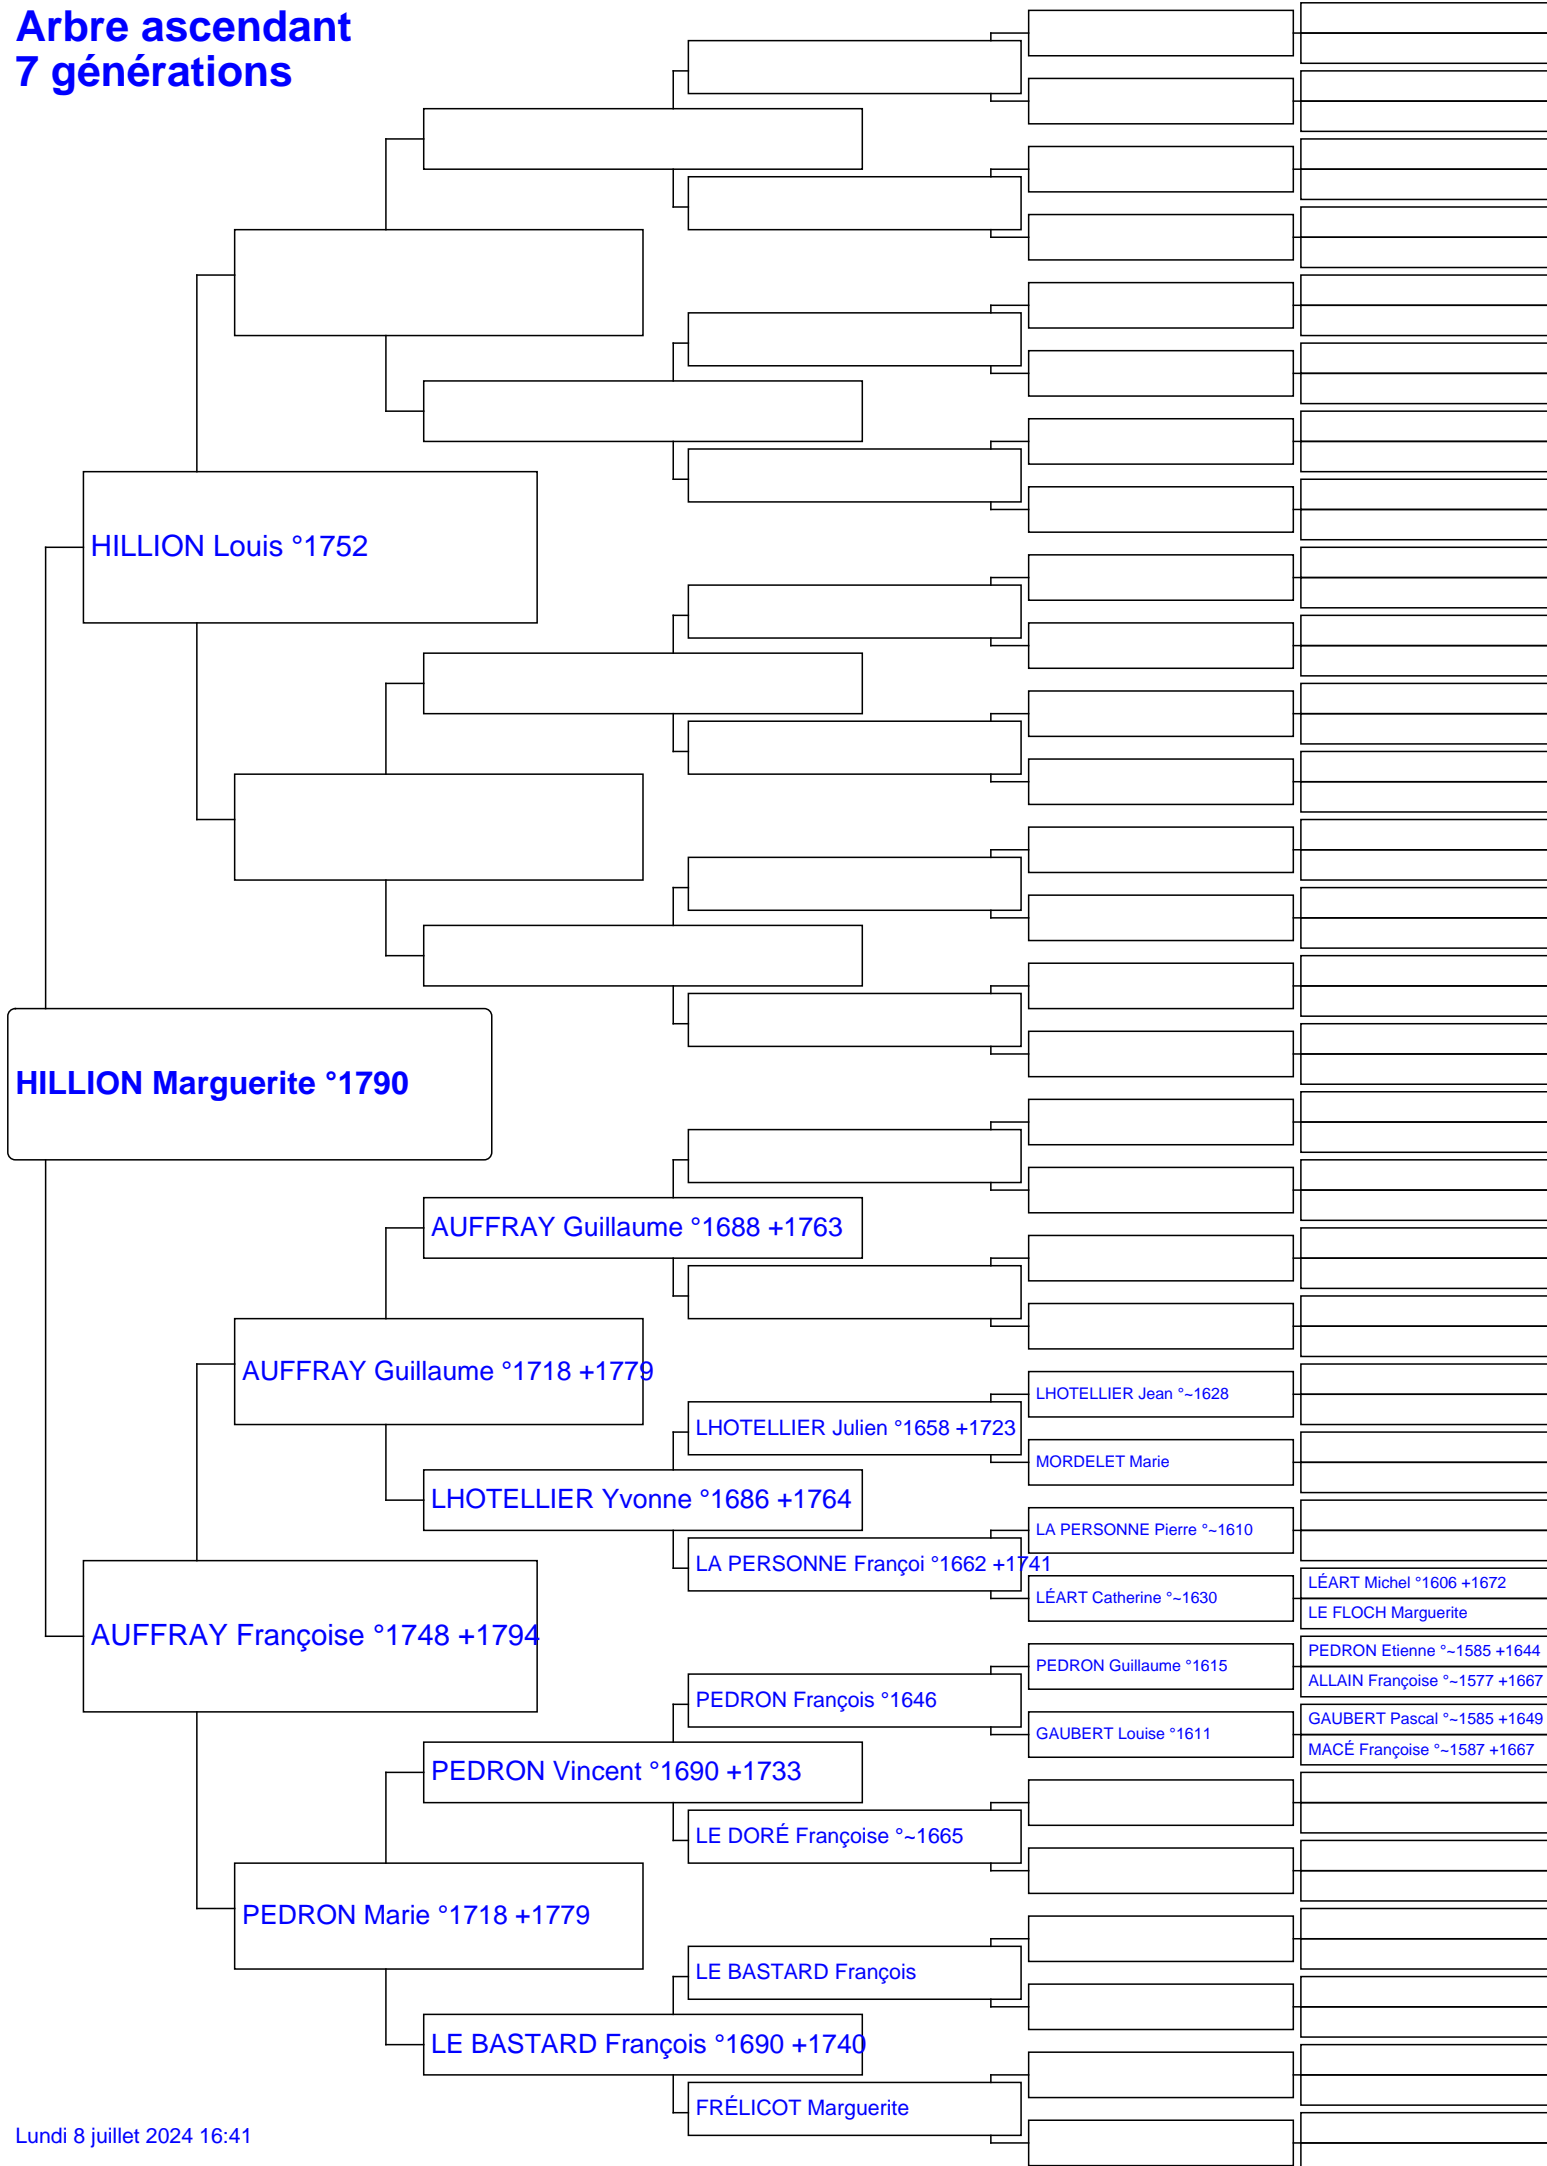 Arbre ascendant
7 générations
HILLION Louis °1752
HILLION Marguerite °1790
AUFFRAY Guillaume °1688 +1763
AUFFRAY Guillaume °1718 +1779
LHOTELLIER Jean °~1628
LHOTELLIER Julien °1658 +1723
MORDELET Marie
LHOTELLIER Yvonne °1686 +1764
LA PERSONNE Pierre °~1610
LA PERSONNE Françoi °1662 +1741
LÉART Michel °1606 +1672
LÉART Catherine °~1630
LE FLOCH Marguerite
AUFFRAY Françoise °1748 +1794
PEDRON Etienne °~1585 +1644
PEDRON Guillaume °1615
ALLAIN Françoise °~1577 +1667
PEDRON François °1646
GAUBERT Pascal °~1585 +1649
GAUBERT Louise °1611
MACÉ Françoise °~1587 +1667
PEDRON Vincent °1690 +1733
LE DORÉ Françoise °~1665
PEDRON Marie °1718 +1779
LE BASTARD François
LE BASTARD François °1690 +1740
FRÉLICOT Marguerite
Lundi 8 juillet 2024 16:41